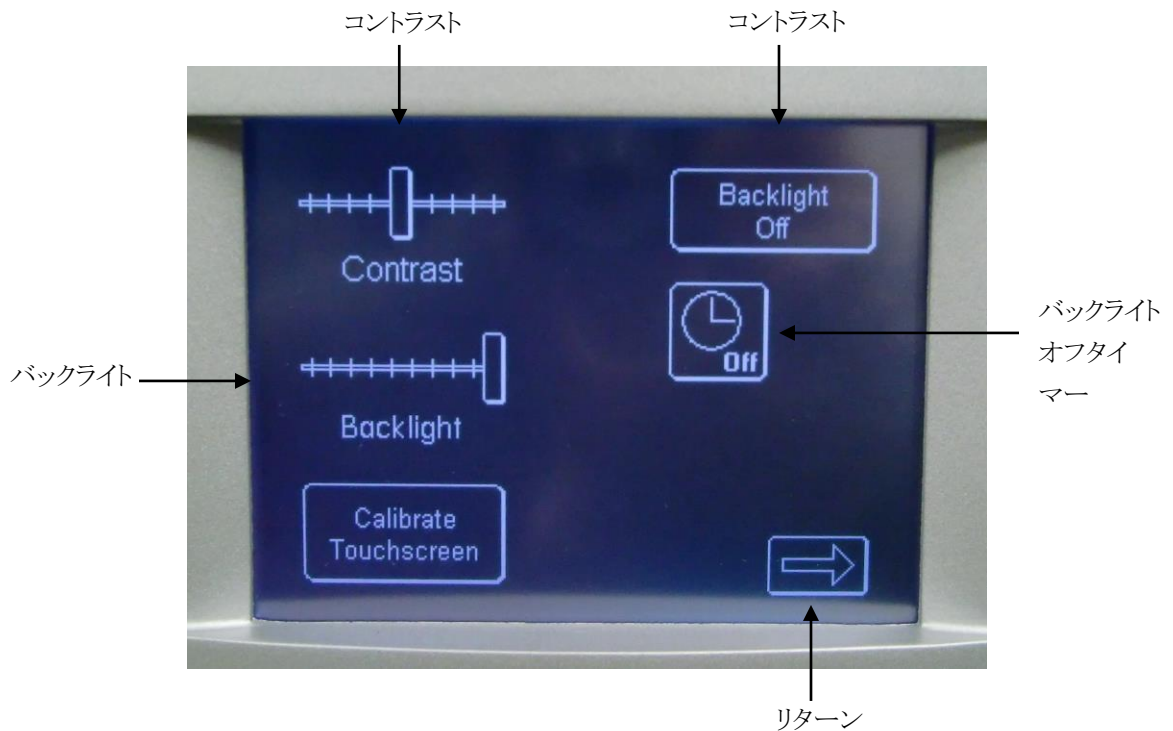 コントラスト
コントラスト
Backlight
Off
Contrast
Off
バックライト
オフタイ
マー
バックライト
Backlight
Calibrate
Touchscreen
リターン